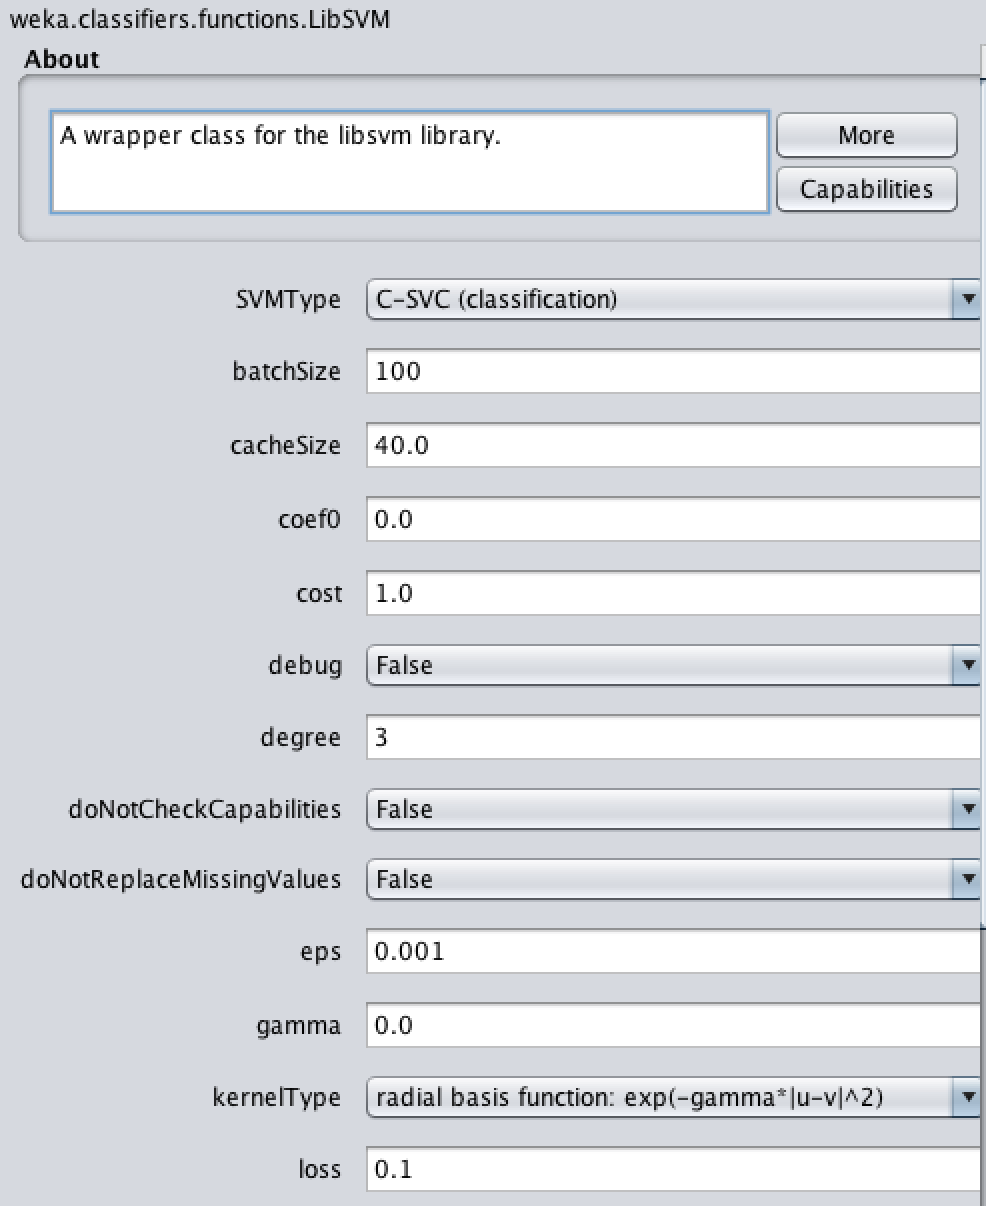 weka.classifiers.functions.LibSVM
About
A wrapper class for the libsvm library.
More
Capabilities
SVMType C-SVC (classification)
batchSize 100
cacheSize 40.0
coef0 0.0
cost 1.0
debug False
degree 3
doNotCheckCapabilities False
doNotReplaceMissingValues False
eps 0.001
gamma 0.0
kernelType radial basis function: exp(-gamma*|u-v|^2)
loss 0.1